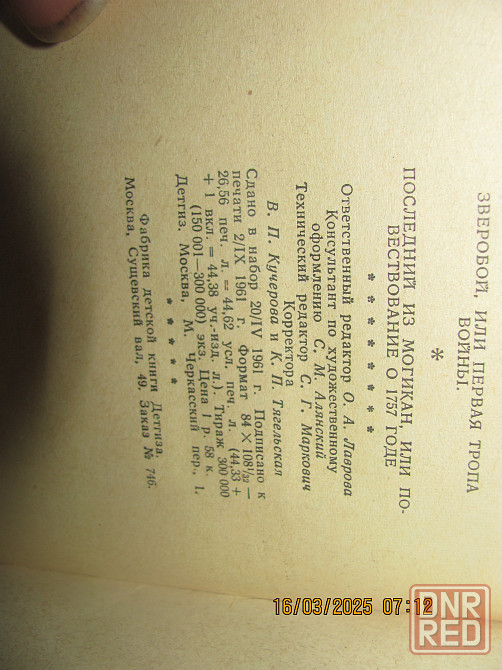 ЗВЕРОБОЙ, ИЛИ ПЕРВАЯ ТРОПА
ВОЙНЫ.
*
ПОСЛЕДНИЙ ИЗ МОГИКАН, ИЛИ ПО-
ВЕСТВОВАНИЕ О 1757 ГОДЕ
* * * * * * * *
Ответственный редактор О. А. Лаврова
Консультант по художественному
оформлению С. М. Алянский
Технический редактор С. Г. Маркович
Корректора
В. П. Кучерова и К. П. Тягельская
Сдано в набор 20/IV 1961 г. Подписано к
печати 2/IX 1961 г. Формат 84 × 108¹/₃₂ —
26,56 печ. л. = 44,62 усл. печ. л. (44,33 +
+ 1 вкл. = 44,38 уч.-изд. л.). Тираж 300 000
(150 001—300 000) экз. Цена 1 р. 58 к.
Детгиз. Москва, М. Черкасский пер., 1.
* * * * * *
Фабрика детской книги Детгиза.
Москва, Сущевский вал, 49. Заказ № 746.
16/03/2025 07:12
DNR
RED